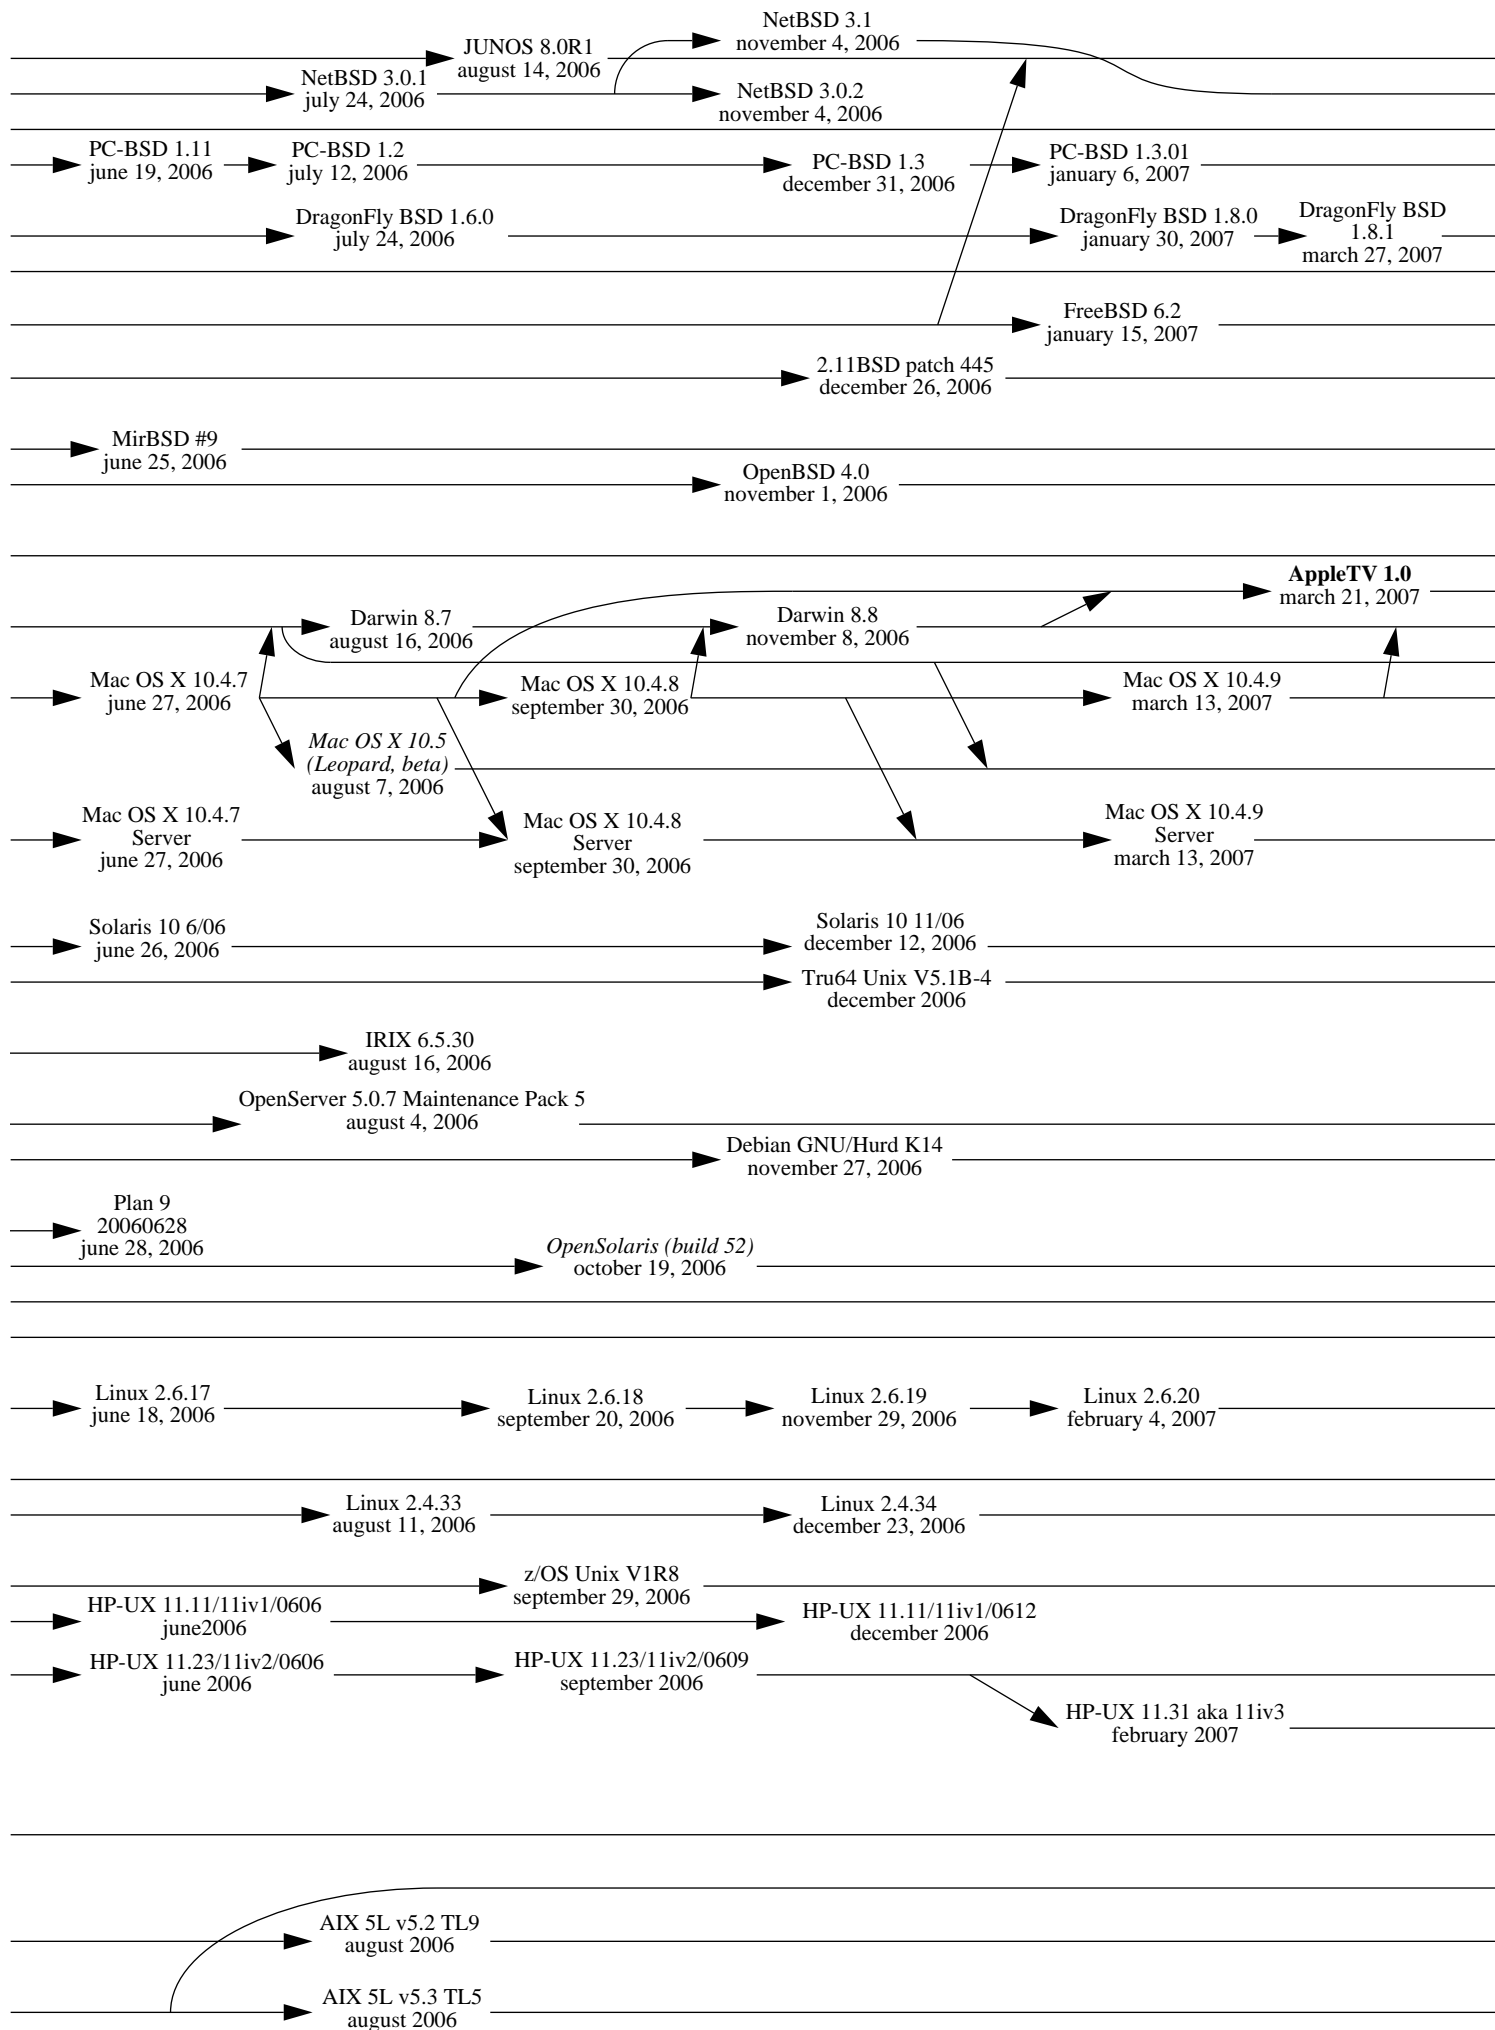 NetBSD 3.1
november 4, 2006
JUNOS 8.0R1
august 14, 2006
NetBSD 3.0.1
july 24, 2006
NetBSD 3.0.2
november 4, 2006
PC-BSD 1.11
june 19, 2006
PC-BSD 1.2
july 12, 2006
PC-BSD 1.3
december 31, 2006
PC-BSD 1.3.01
january 6, 2007
DragonFly BSD 1.6.0
july 24, 2006
DragonFly BSD 1.8.0
january 30, 2007
DragonFly BSD
1.8.1
march 27, 2007
FreeBSD 6.2
january 15, 2007
2.11BSD patch 445
december 26, 2006
MirBSD #9
june 25, 2006
OpenBSD 4.0
november 1, 2006
AppleTV 1.0
march 21, 2007
Darwin 8.7
august 16, 2006
Darwin 8.8
november 8, 2006
Mac OS X 10.4.7
june 27, 2006
Mac OS X 10.4.8
september 30, 2006
Mac OS X 10.4.9
march 13, 2007
Mac OS X 10.5
(Leopard, beta)
august 7, 2006
Mac OS X 10.4.7
Server
june 27, 2006
Mac OS X 10.4.8
Server
september 30, 2006
Mac OS X 10.4.9
Server
march 13, 2007
Solaris 10 6/06
june 26, 2006
Solaris 10 11/06
december 12, 2006
Tru64 Unix V5.1B-4
december 2006
IRIX 6.5.30
august 16, 2006
OpenServer 5.0.7 Maintenance Pack 5
august 4, 2006
Debian GNU/Hurd K14
november 27, 2006
Plan 9
20060628
june 28, 2006
OpenSolaris (build 52)
october 19, 2006
Linux 2.6.17
june 18, 2006
Linux 2.6.18
september 20, 2006
Linux 2.6.19
november 29, 2006
Linux 2.6.20
february 4, 2007
Linux 2.4.33
august 11, 2006
Linux 2.4.34
december 23, 2006
z/OS Unix V1R8
september 29, 2006
HP-UX 11.11/11iv1/0606
june2006
HP-UX 11.11/11iv1/0612
december 2006
HP-UX 11.23/11iv2/0606
june 2006
HP-UX 11.23/11iv2/0609
september 2006
HP-UX 11.31 aka 11iv3
february 2007
AIX 5L v5.2 TL9
august 2006
AIX 5L v5.3 TL5
august 2006